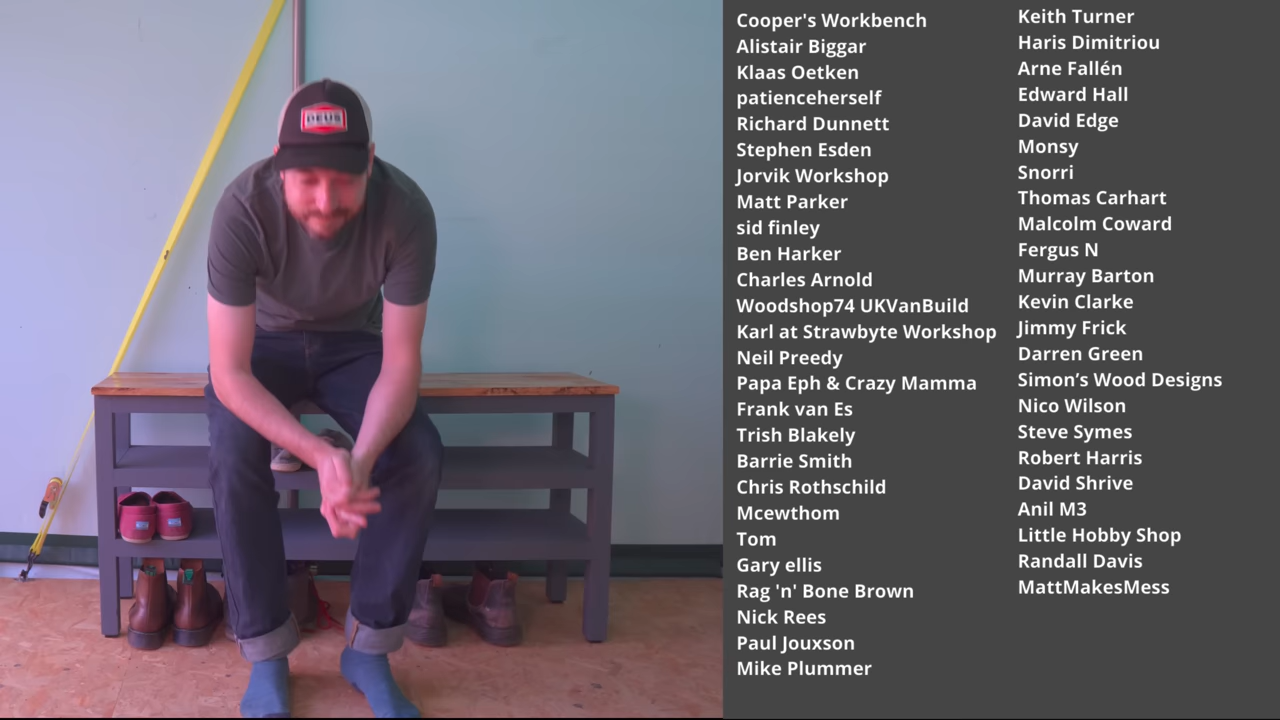 DEUS
Cooper's Workbench
Alistair Biggar
Klaas Oetken
patienceherself
Richard Dunnett
Stephen Esden
Jorvik Workshop
Matt Parker
sid finley
Ben Harker
Charles Arnold
Woodshop74 UKVanBuild
Karl at Strawbyte Workshop
Neil Preedy
Papa Eph & Crazy Mamma
Frank van Es
Trish Blakely
Barrie Smith
Chris Rothschild
Mcewthom
Tom
Gary ellis
Rag 'n' Bone Brown
Nick Rees
Paul Jouxson
Mike Plummer
Keith Turner
Haris Dimitriou
Arne Fallén
Edward Hall
David Edge
Monsy
Snorri
Thomas Carhart
Malcolm Coward
Fergus N
Murray Barton
Kevin Clarke
Jimmy Frick
Darren Green
Simon’s Wood Designs
Nico Wilson
Steve Symes
Robert Harris
David Shrive
Anil M3
Little Hobby Shop
Randall Davis
MattMakesMess